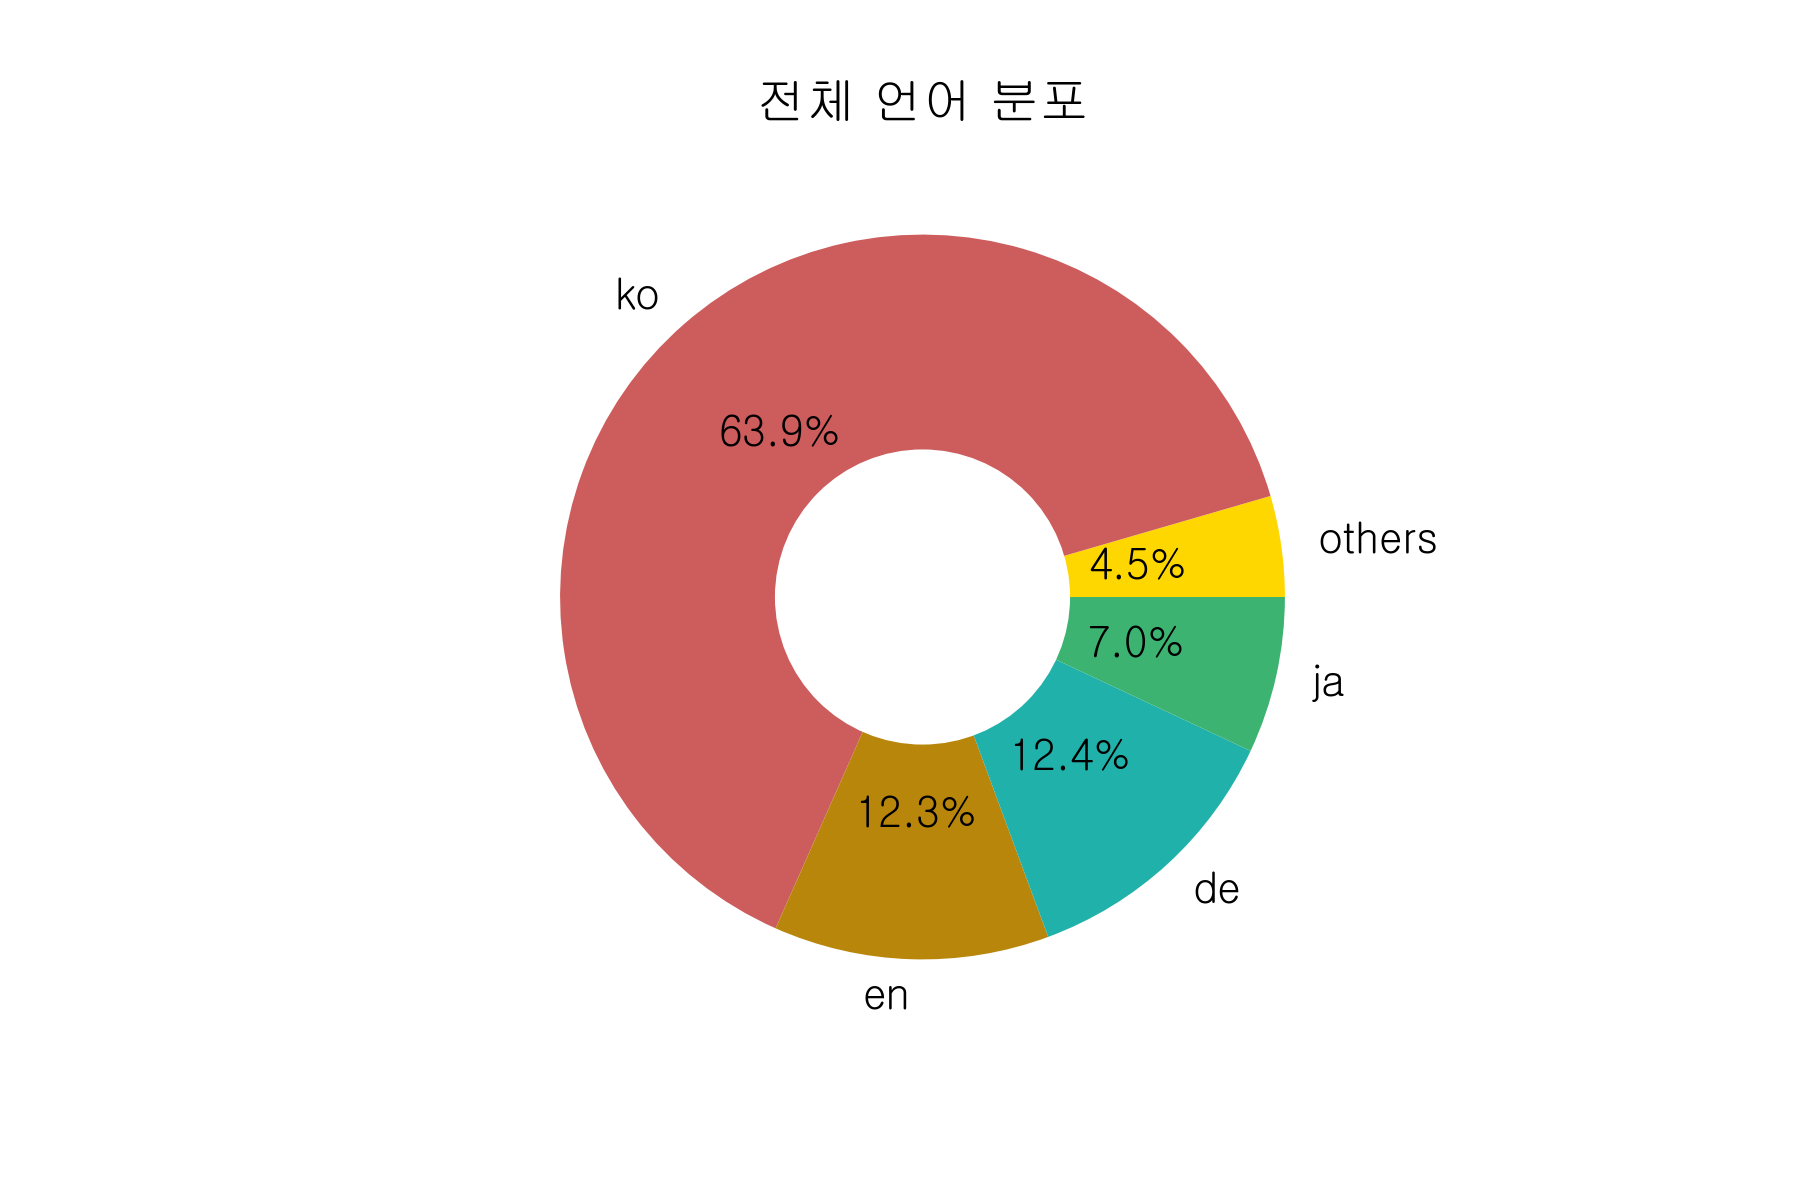 전체 언어 분포
ko
63.9%
others
4.5%
7.0%
ja
12.4%
12.3%
de
en